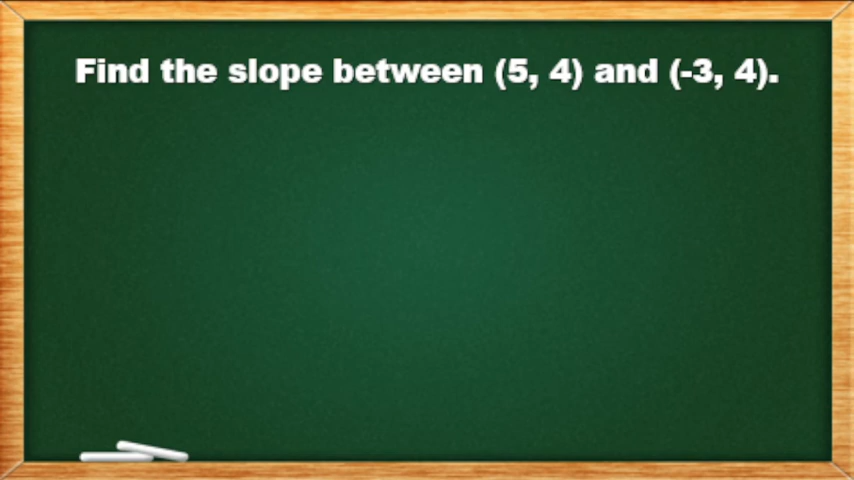 Find the slope between (5, 4) and (-3, 4).